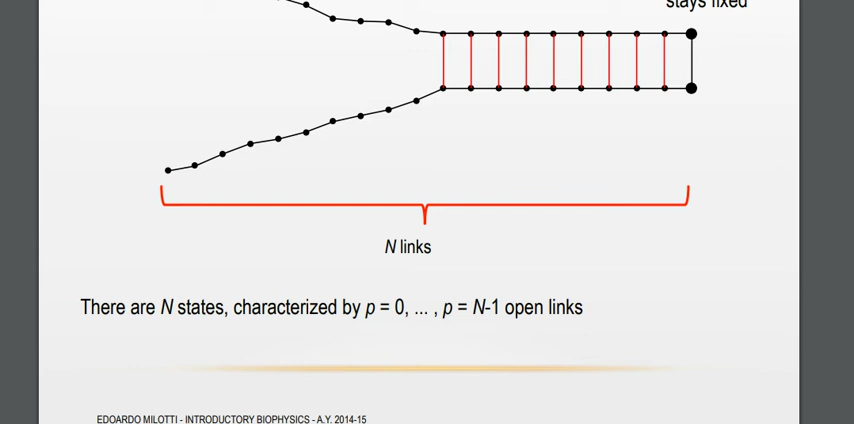 stays fixed
N links
There are N states, characterized by p = 0, ... , p = N-1 open links
EDOARDO MILOTTI - INTRODUCTORY BIOPHYSICS - A.Y. 2014-15